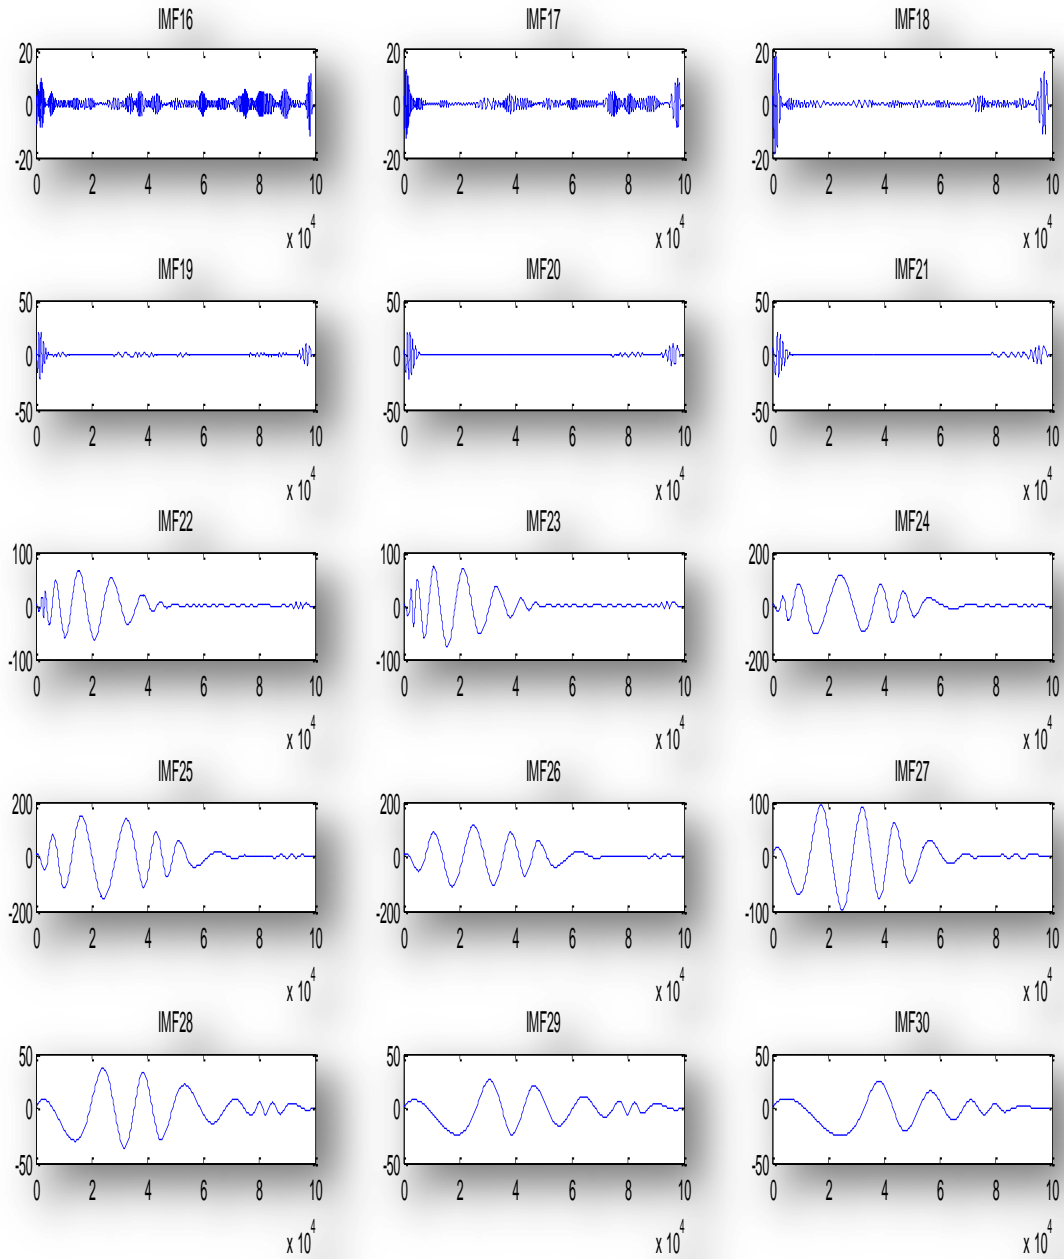 IMF16 IMF17 IMF18
20 20 20
0 0 0
-20 -20 -20
0 2 4 6 8 10 0 2 4 6 8 10 0 2 4 6 8 10
x 10^4 x 10^4 x 10^4
IMF19 IMF20 IMF21
50 50 50
0 0 0
-50 -50 -50
0 2 4 6 8 10 0 2 4 6 8 10 0 2 4 6 8 10
x 10^4 x 10^4 x 10^4
IMF22 IMF23 IMF24
100 100 200
0 0 0
-100 -100 -200
0 2 4 6 8 10 0 2 4 6 8 10 0 2 4 6 8 10
x 10^4 x 10^4 x 10^4
IMF25 IMF26 IMF27
200 200 100
0 0 0
-200 -200 -100
0 2 4 6 8 10 0 2 4 6 8 10 0 2 4 6 8 10
x 10^4 x 10^4 x 10^4
IMF28 IMF29 IMF30
50 50 50
0 0 0
-50 -50 -50
0 2 4 6 8 10 0 2 4 6 8 10 0 2 4 6 8 10
x 10^4 x 10^4 x 10^4